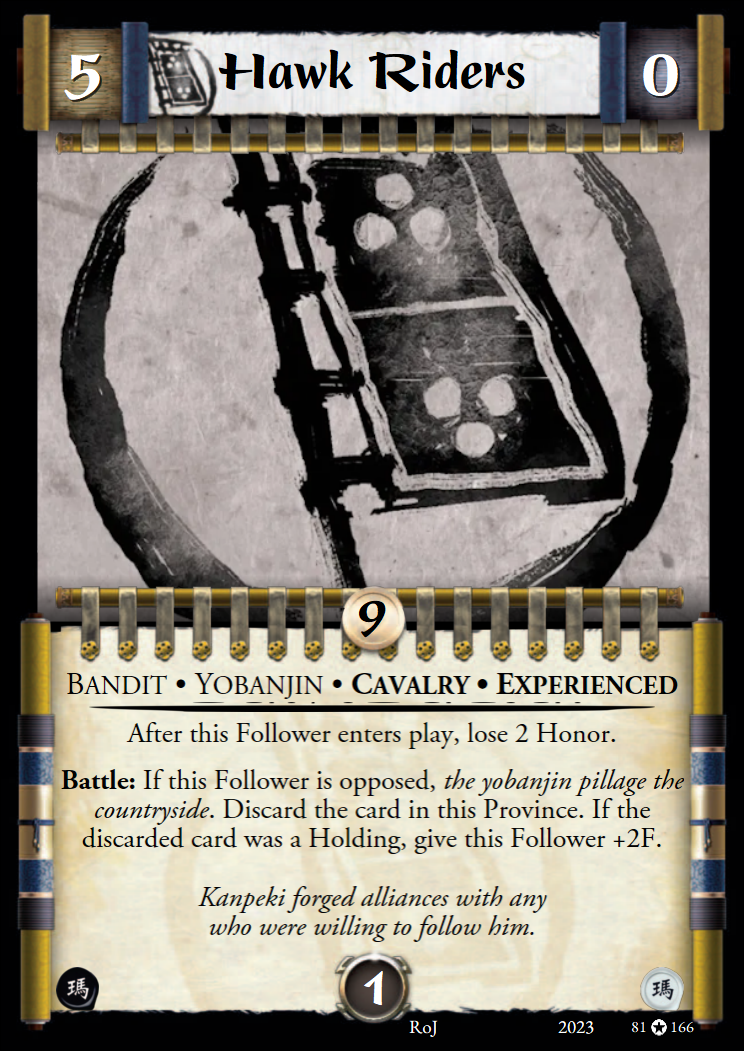 5 Hawk Riders 0
9
Bandit • Yobanjin • Cavalry • Experienced
After this Follower enters play, lose 2 Honor.
Battle: If this Follower is opposed, the yobanjin pillage the
countryside. Discard the card in this Province. If the
discarded card was a Holding, give this Follower +2F.
Kanpeki forged alliances with any
who were willing to follow him.
瑪 1 瑪
RoJ 2023 81 ✪ 166